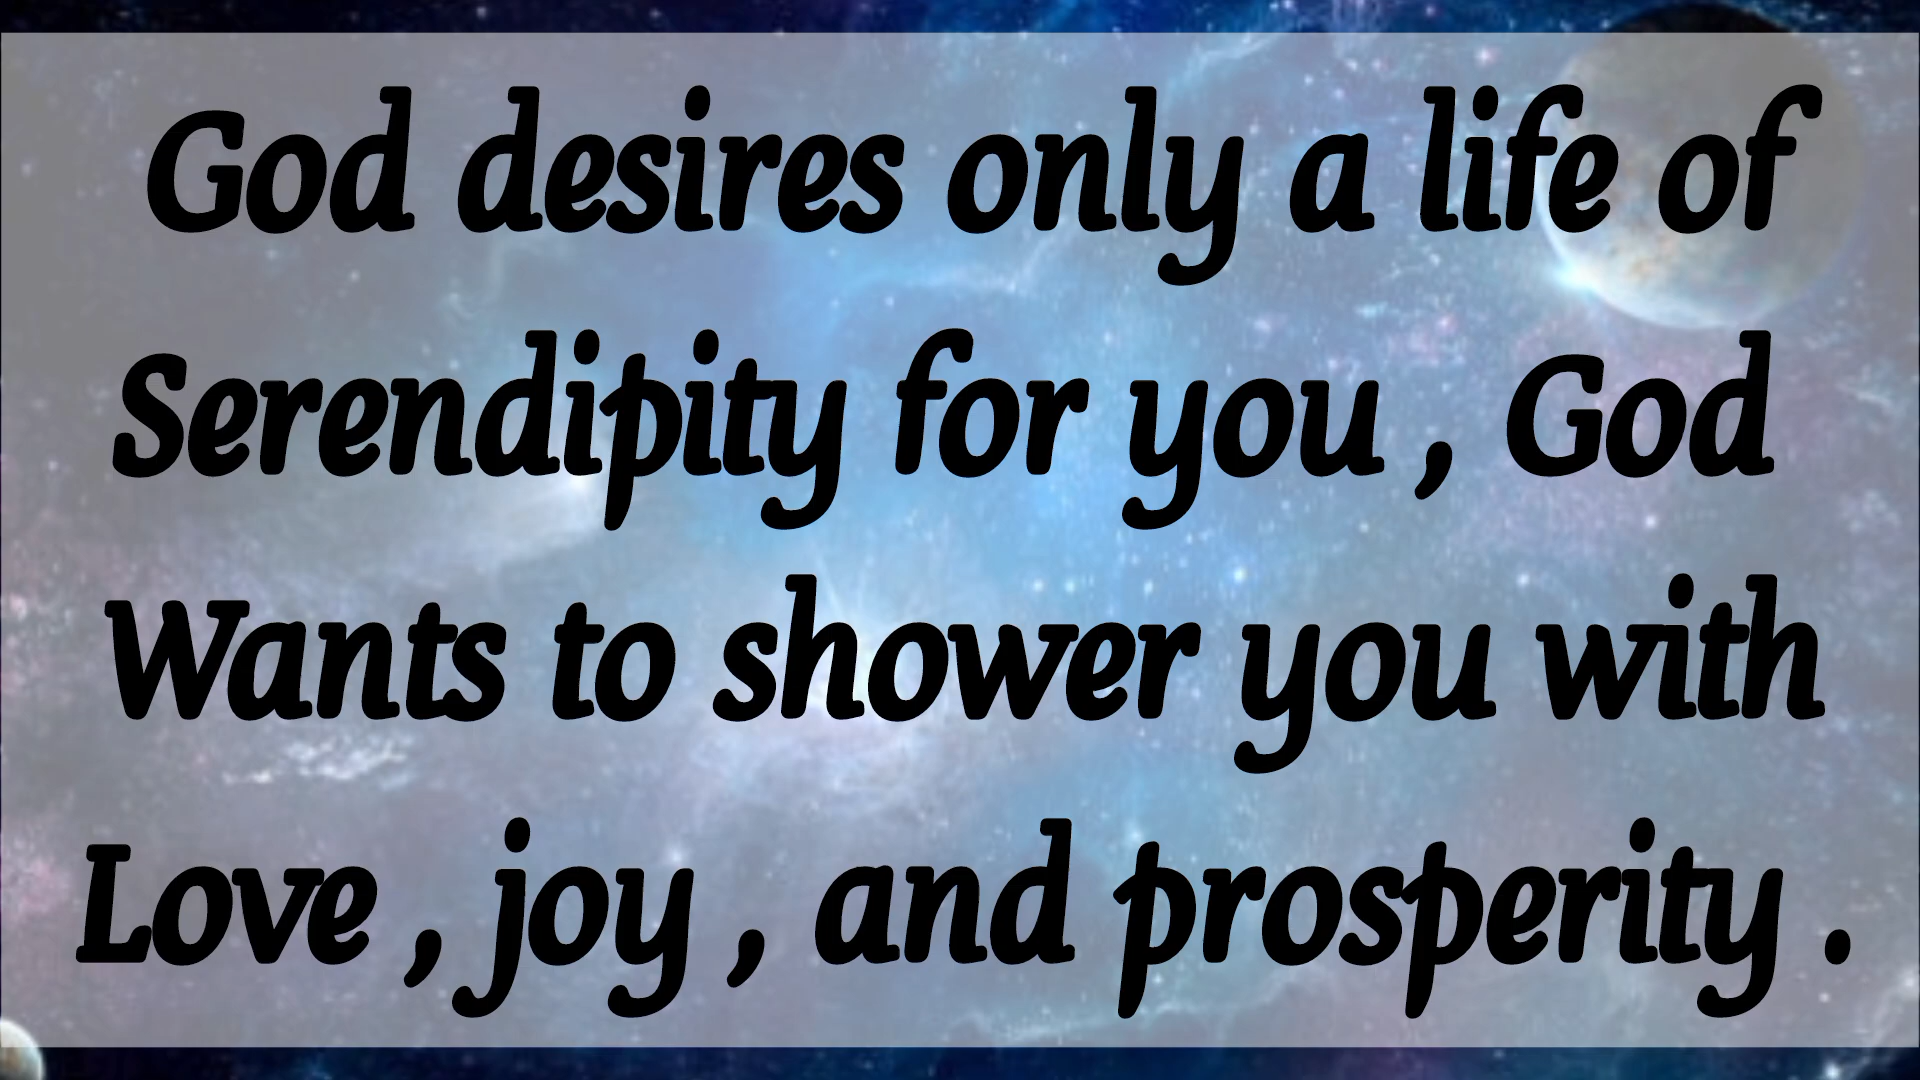 God desires only a life of
Serendipity for you , God
Wants to shower you with
Love , joy , and prosperity .